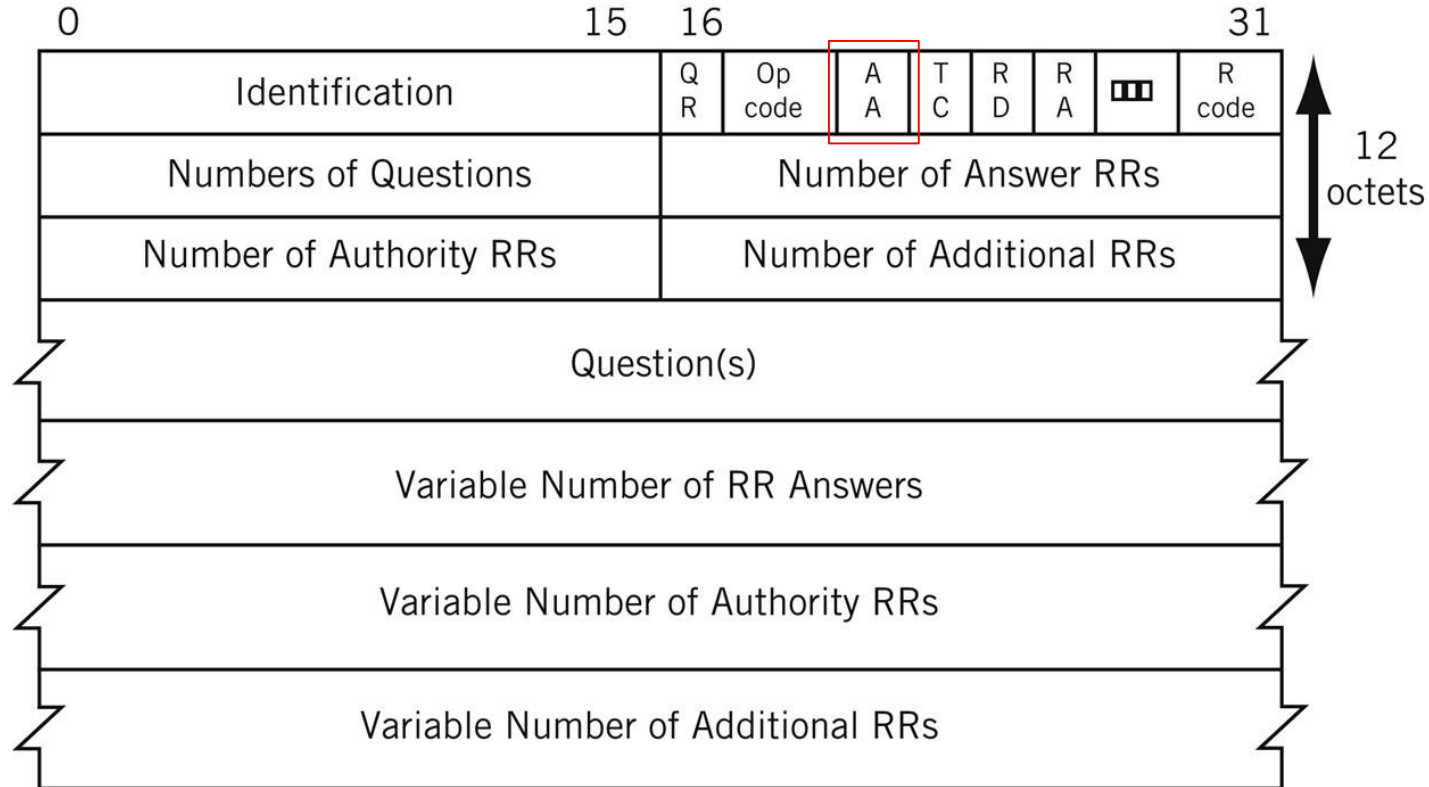 0 15 16 31
Identification
Q
R
Op
code
A
A
T
C
R
D
R
A
R
code
12
octets
Numbers of Questions
Number of Answer RRs
Number of Authority RRs
Number of Additional RRs
Question(s)
Variable Number of RR Answers
Variable Number of Authority RRs
Variable Number of Additional RRs